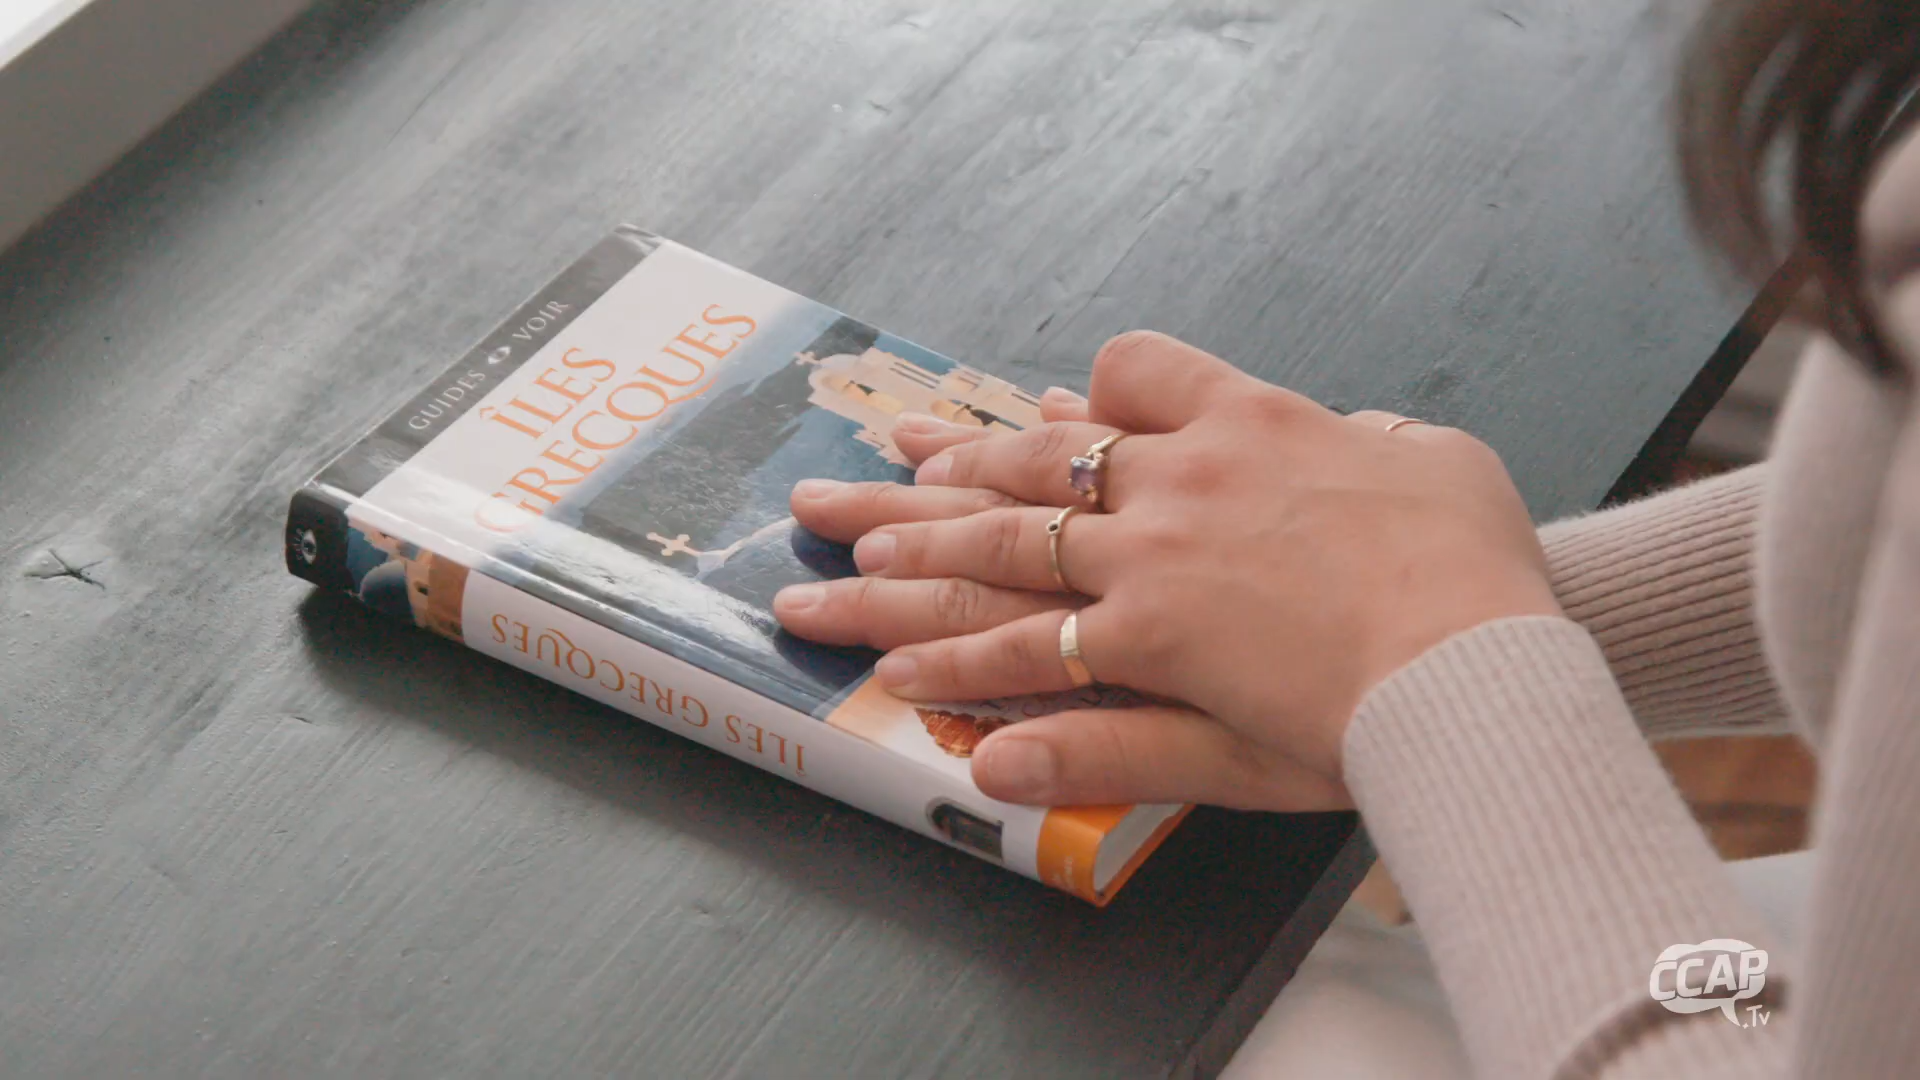 GUIDES VOIR
ÎLES
GRECQUES
ÎLES GRECQUES
CCAP
.Tv